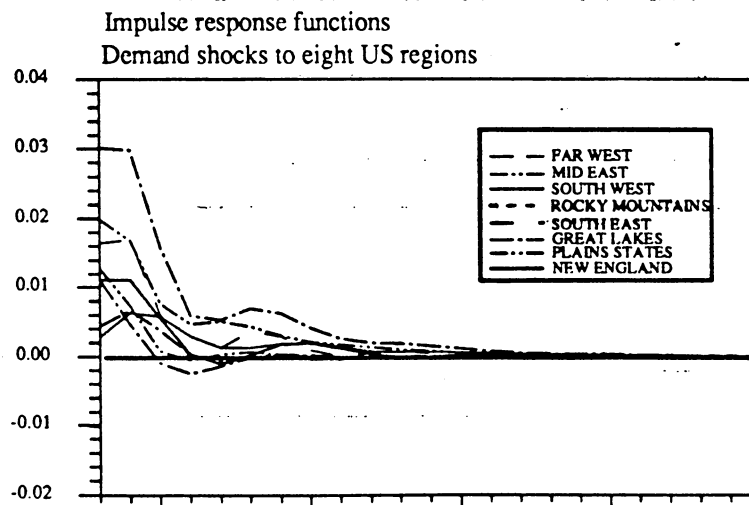 Impulse response functions
Demand shocks to eight US regions
0.04
0.03
0.02
0.01
0.00
-0.01
-0.02
FAR WEST
MID EAST
SOUTH WEST
ROCKY MOUNTAINS
SOUTH EAST
GREAT LAKES
PLAINS STATES
NEW ENGLAND